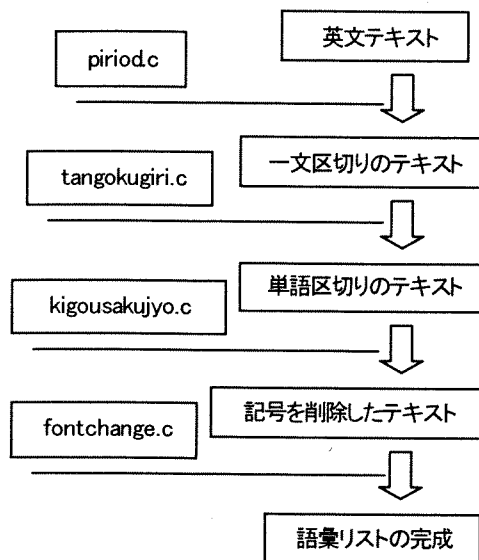 英文テキスト
piriod.c
一文区切りのテキスト
tangokugiri.c
単語区切りのテキスト
kigousakujyo.c
記号を削除したテキスト
fontchange.c
語彙リストの完成